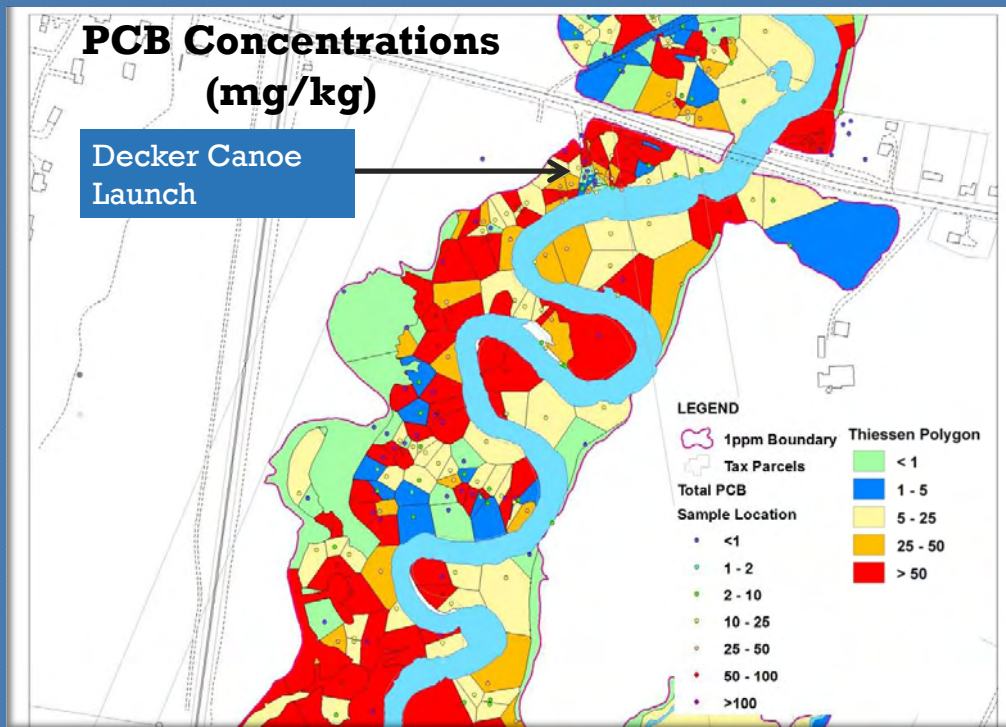 PCB Concentrations
(mg/kg)
Decker Canoe
Launch
LEGEND
1ppm Boundary
Tax Parcels
Total PCB
Sample Location
<1
1 - 2
2 - 10
10 - 25
25 - 50
50 - 100
>100
Thiessen Polygon
< 1
1 - 5
5 - 25
25 - 50
> 50